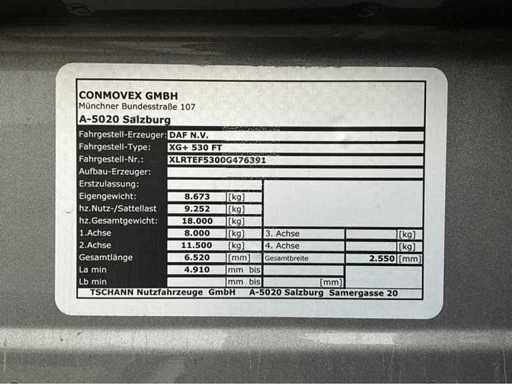 CONMOVEX GMBH
Münchner Bundesstraße 107
A-5020 Salzburg
Fahrgestell-Erzeuger: DAF N.V.
Fahrgestell-Type: XG+ 530 FT
Fahrgestell-Nr.: XLRTEF5300G476391
Aufbau-Erzeuger:
Erstzulassung:
Eigengewicht: 8.673 [kg]
hz.Nutz-/Sattellast 9.252 [kg]
hz.Gesamtgewicht: 18.000 [kg]
1.Achse 8.000 [kg] 3. Achse [kg]
2.Achse 11.500 [kg] 4. Achse [kg]
Gesamtlänge 6.520 [mm] Gesamtbreite 2.550 [mm]
La min 4.910 mm bis
Lb min mm bis [mm]
TSCHANN Nutzfahrzeuge GmbH A-5020 Salzburg Samergasse 20